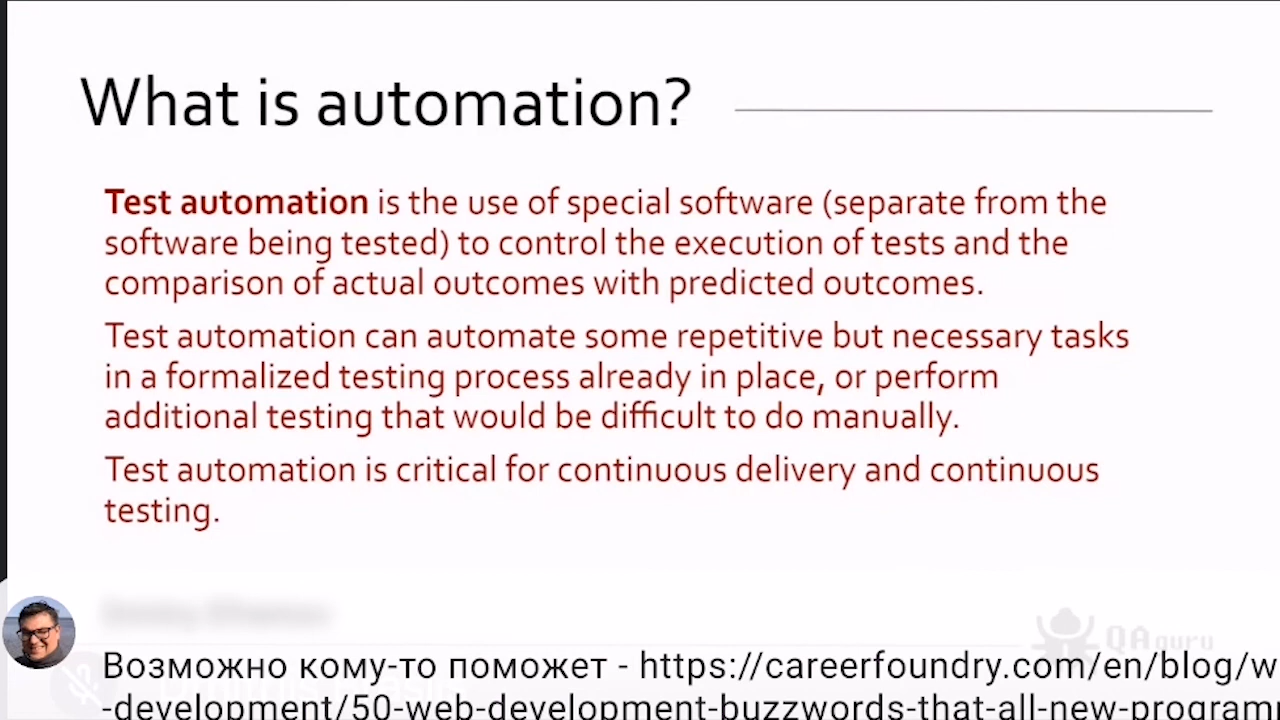 What is automation?
Test automation is the use of special software (separate from the
software being tested) to control the execution of tests and the
comparison of actual outcomes with predicted outcomes.
Test automation can automate some repetitive but necessary tasks
in a formalized testing process already in place, or perform
additional testing that would be difficult to do manually.
Test automation is critical for continuous delivery and continuous
testing.
QA guru
Возможно кому-то поможет - https://careerfoundry.com/en/blog/w
-development/50-web-development-buzzwords-that-all-new-program